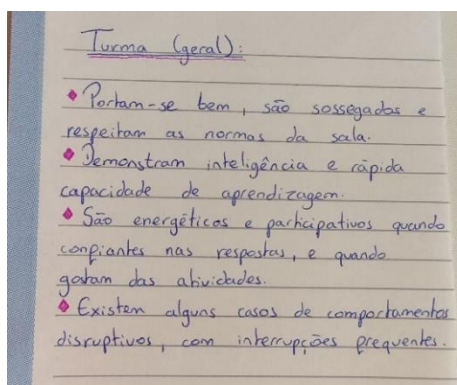 Turma (geral):
• Portam-se bem, são sossegados e
respeitam as normas da sala.
• Demonstram inteligência e rápida
capacidade de aprendizagem.
• São energéticos e participativos quando
confiantes nas respostas, e quando
gostam das atividades.
• Existem alguns casos de comportamentos
disruptivos, com interrupções frequentes.